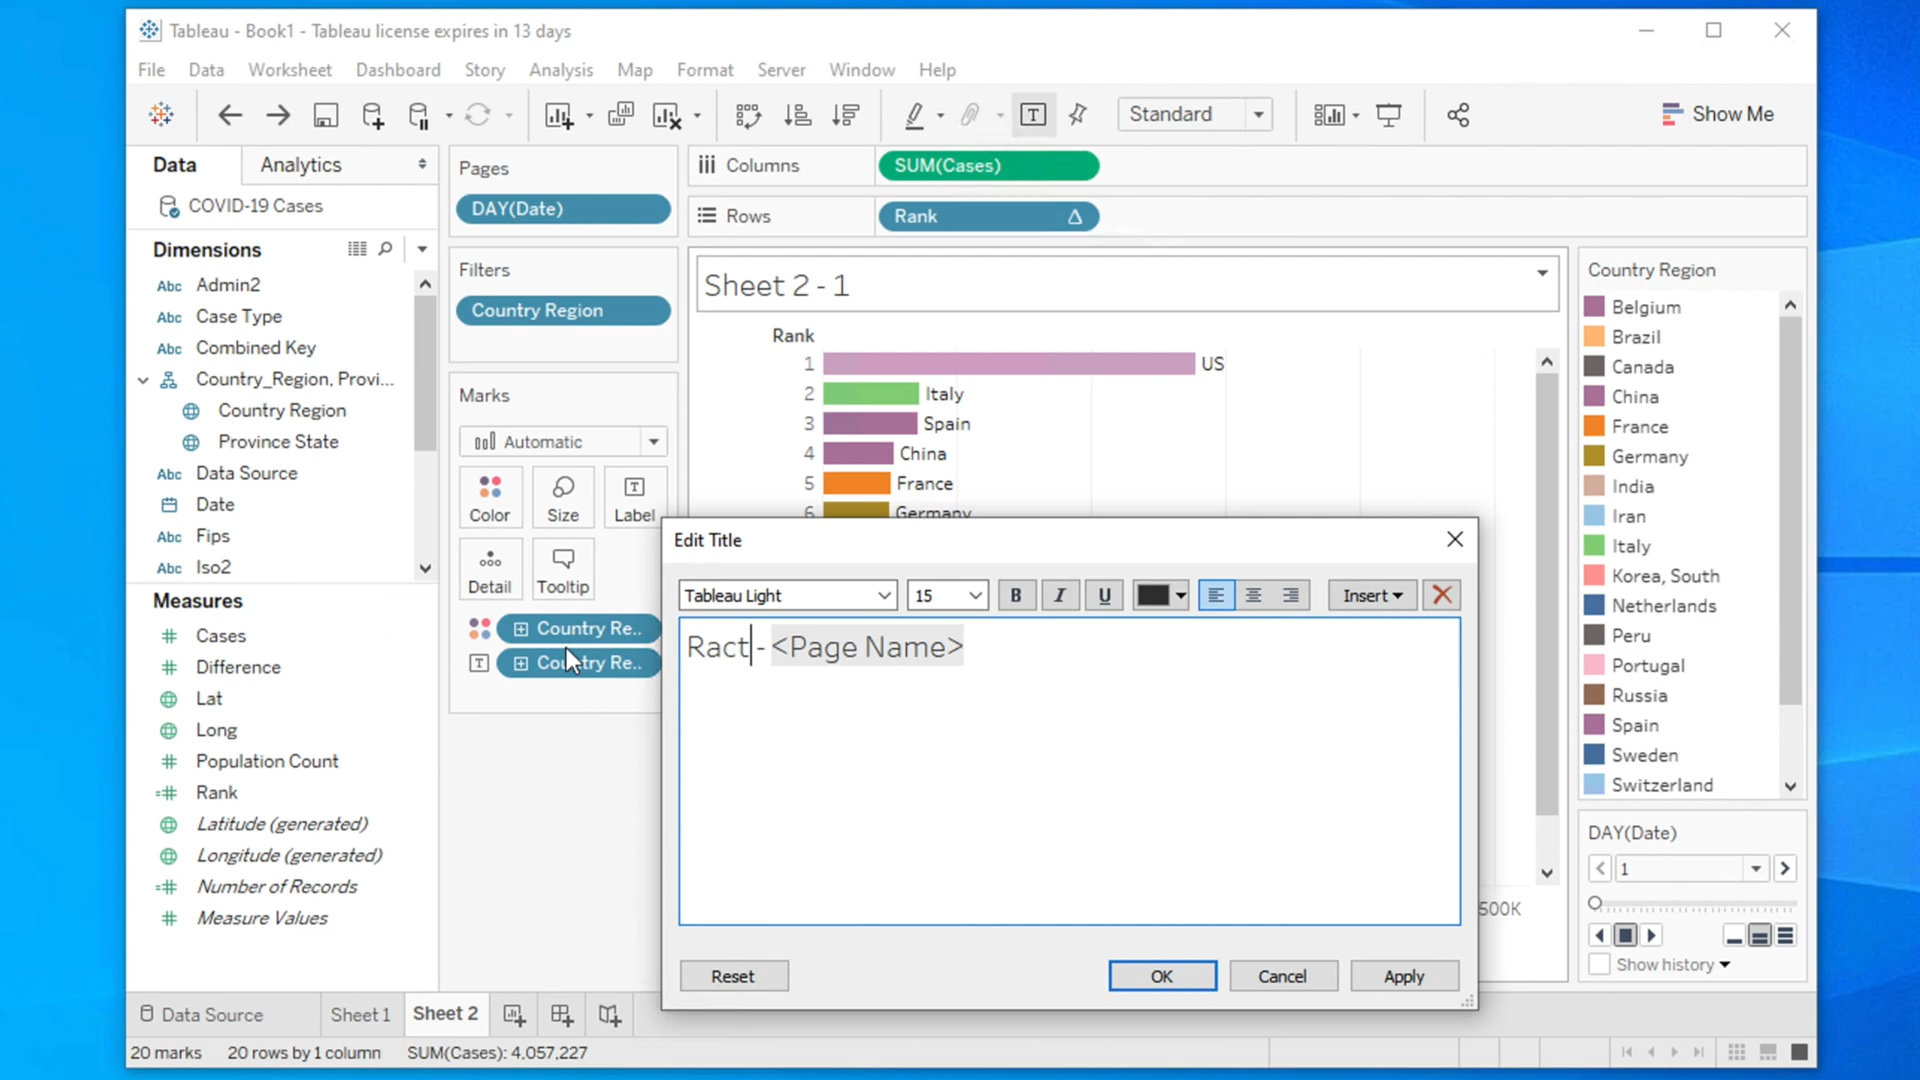 Tableau - Book1 - Tableau license expires in 13 days
File Data Worksheet Dashboard Story Analysis Map Format Server Window Help
Standard
Show Me
Data Analytics
COVID-19 Cases
Dimensions
Abc Admin2
Abc Case Type
Abc Combined Key
Country_Region, Provi...
Country Region
Province State
Abc Data Source
Date
Abc Fips
Abc Iso2
Measures
Cases
Difference
Lat
Long
Population Count
Rank
Latitude (generated)
Longitude (generated)
Number of Records
Measure Values
Pages
DAY(Date)
Filters
Country Region
Marks
Automatic
Color Size Label
Detail Tooltip
Country Re..
Country Re..
Columns SUM(Cases)
Rows Rank
Sheet 2 - 1
Rank
1 US
2 Italy
3 Spain
4 China
5 France
6 Germany
500K
Edit Title
Tableau Light 15 B I U Insert
Ract - <Page Name>
Reset OK Cancel Apply
Country Region
Belgium
Brazil
Canada
China
France
Germany
India
Iran
Italy
Korea, South
Netherlands
Peru
Portugal
Russia
Spain
Sweden
Switzerland
DAY(Date)
1
Show history
Data Source Sheet 1 Sheet 2
20 marks 20 rows by 1 column SUM(Cases): 4,057,227